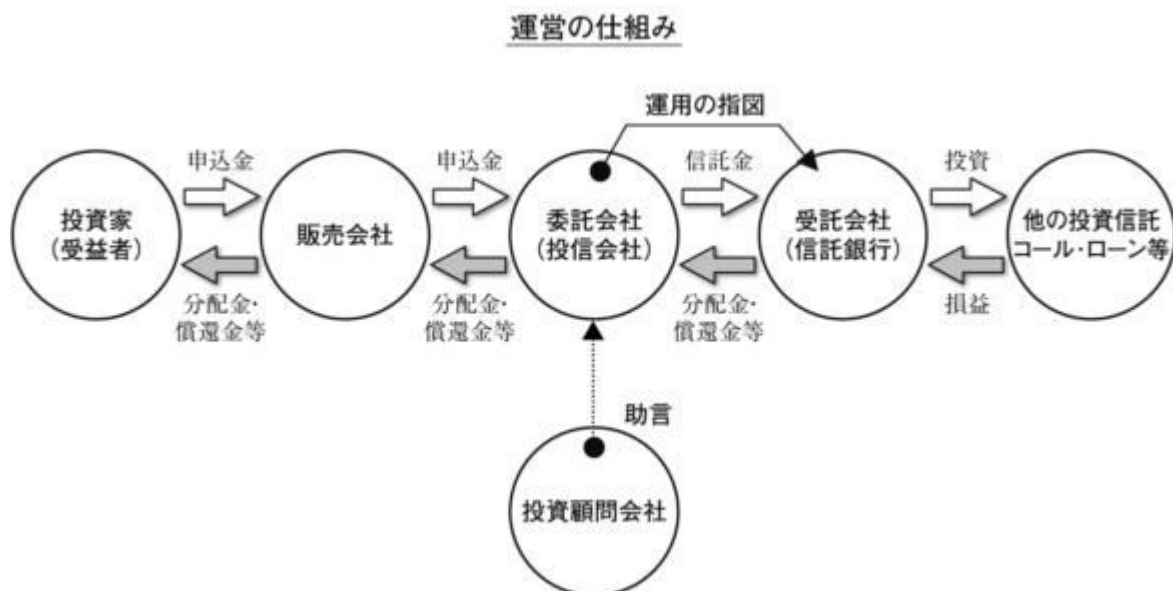 運営の仕組み
運用の指図
申込金
申込金
信託金
投資
投資家
(受益者)
販売会社
委託会社
(投信会社)
受託会社
(信託銀行)
他の投資信託
コール・ローン等
分配金・
償還金等
分配金・
償還金等
分配金・
償還金等
損益
助言
投資顧問会社